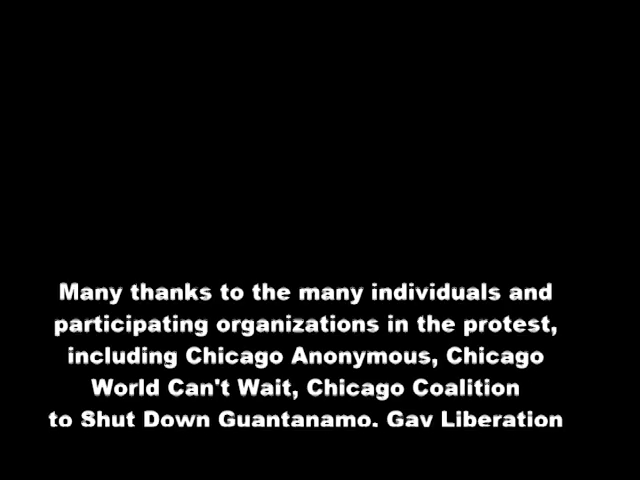 Many thanks to the many individuals and
participating organizations in the protest,
including Chicago Anonymous, Chicago
World Can't Wait, Chicago Coalition
to Shut Down Guantanamo. Gay Liberation